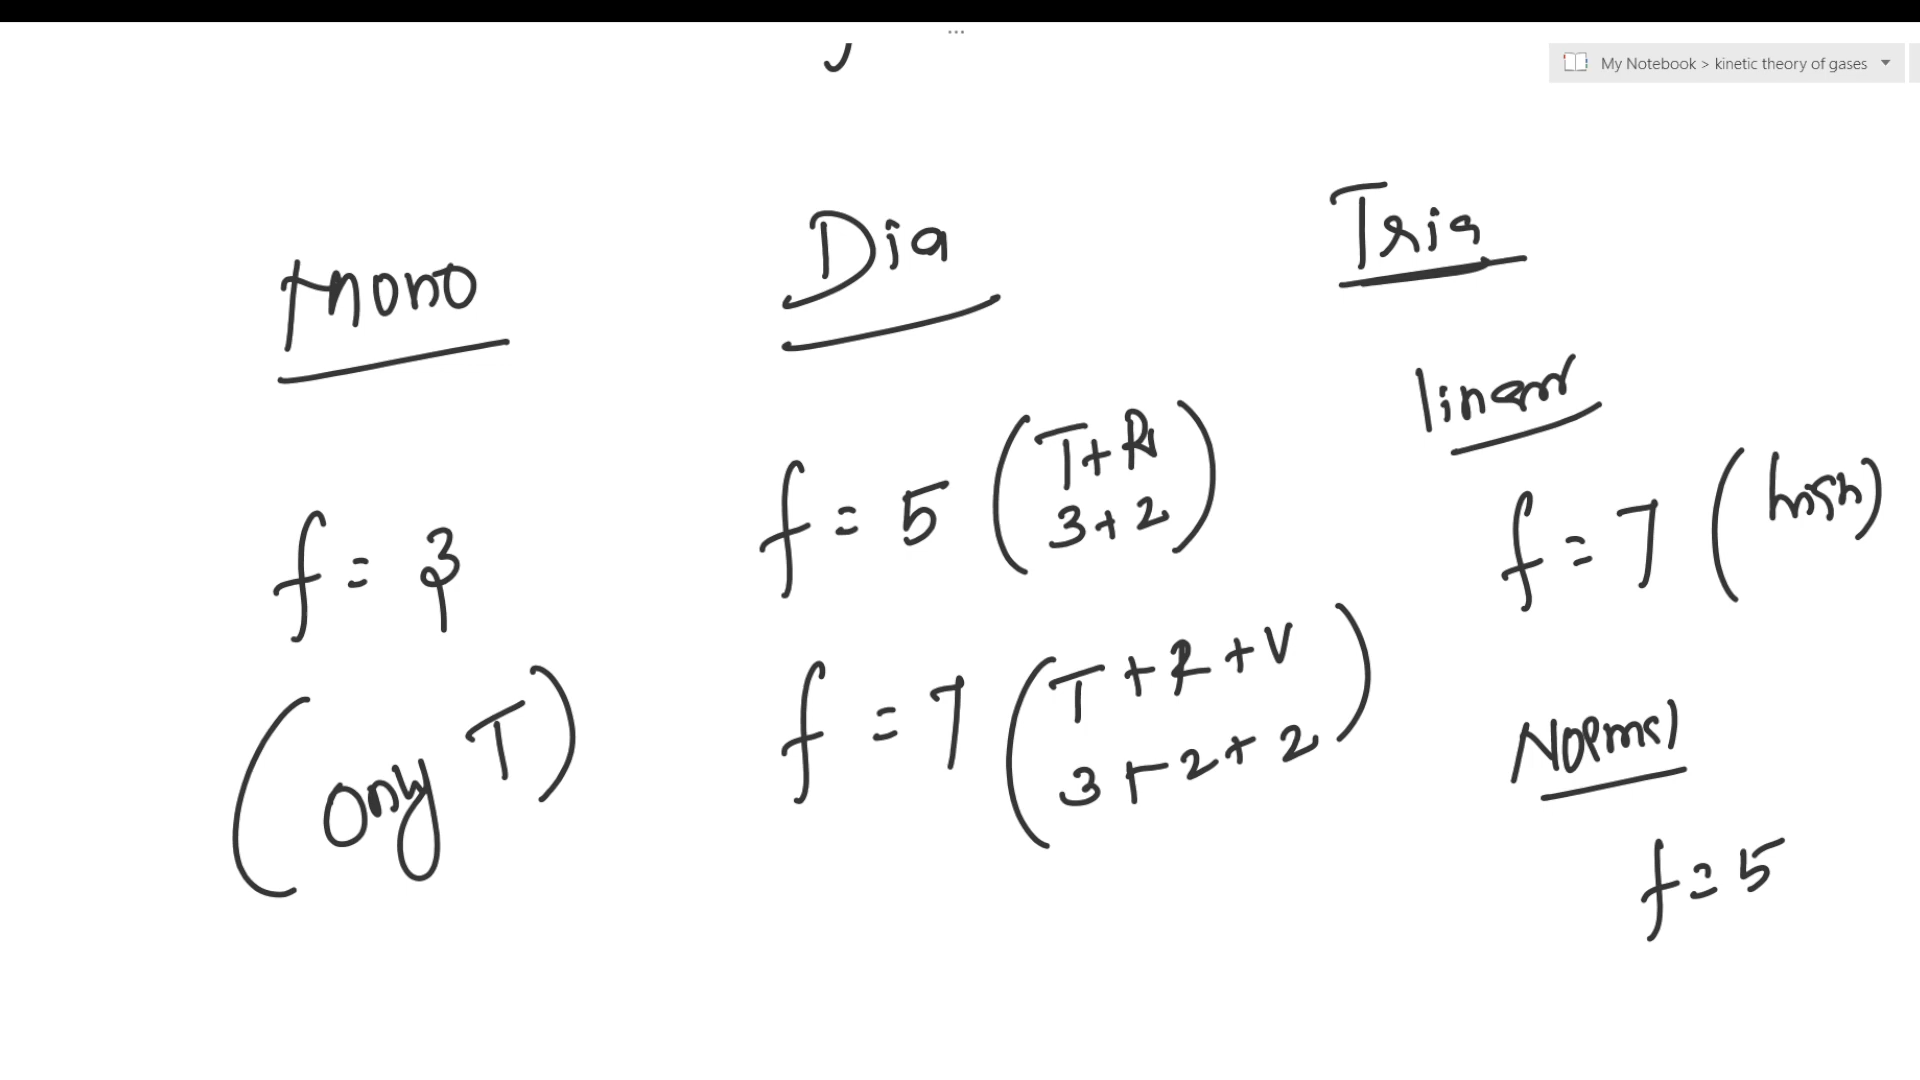 My Notebook > kinetic theory of gases
Mono
f = 3
(only T)
Dia
f = 5 (T+R
3+2)
f = 7 (T+R+V
3+2+2)
Tria
linear
f = 7 (high)
Normal
f = 5